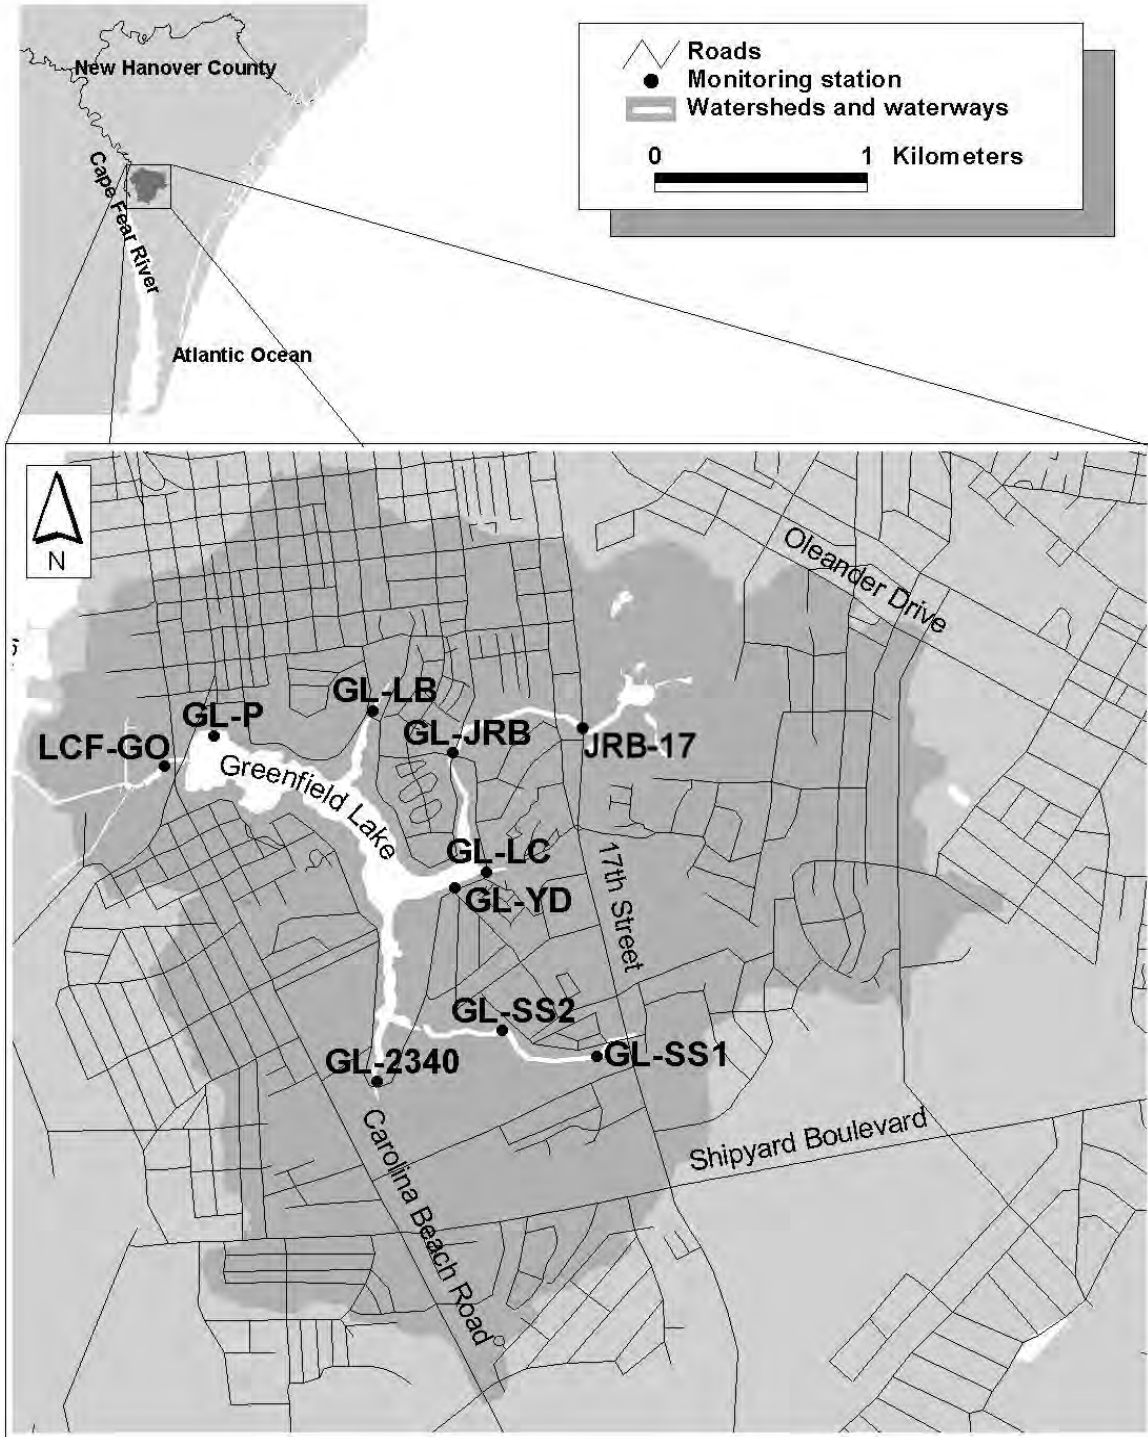 New Hanover County
Cape Fear River
Atlantic Ocean
Roads
Monitoring station
Watersheds and waterways
0 1 Kilometers
N
Oleander Drive
GL-LB
GL-P
GL-JRB
JRB-17
LCF-GO
Greenfield Lake
GL-LC
17th Street
GL-YD
GL-SS2
GL-SS1
GL-2340
Carolina Beach Road
Shipyard Boulevard